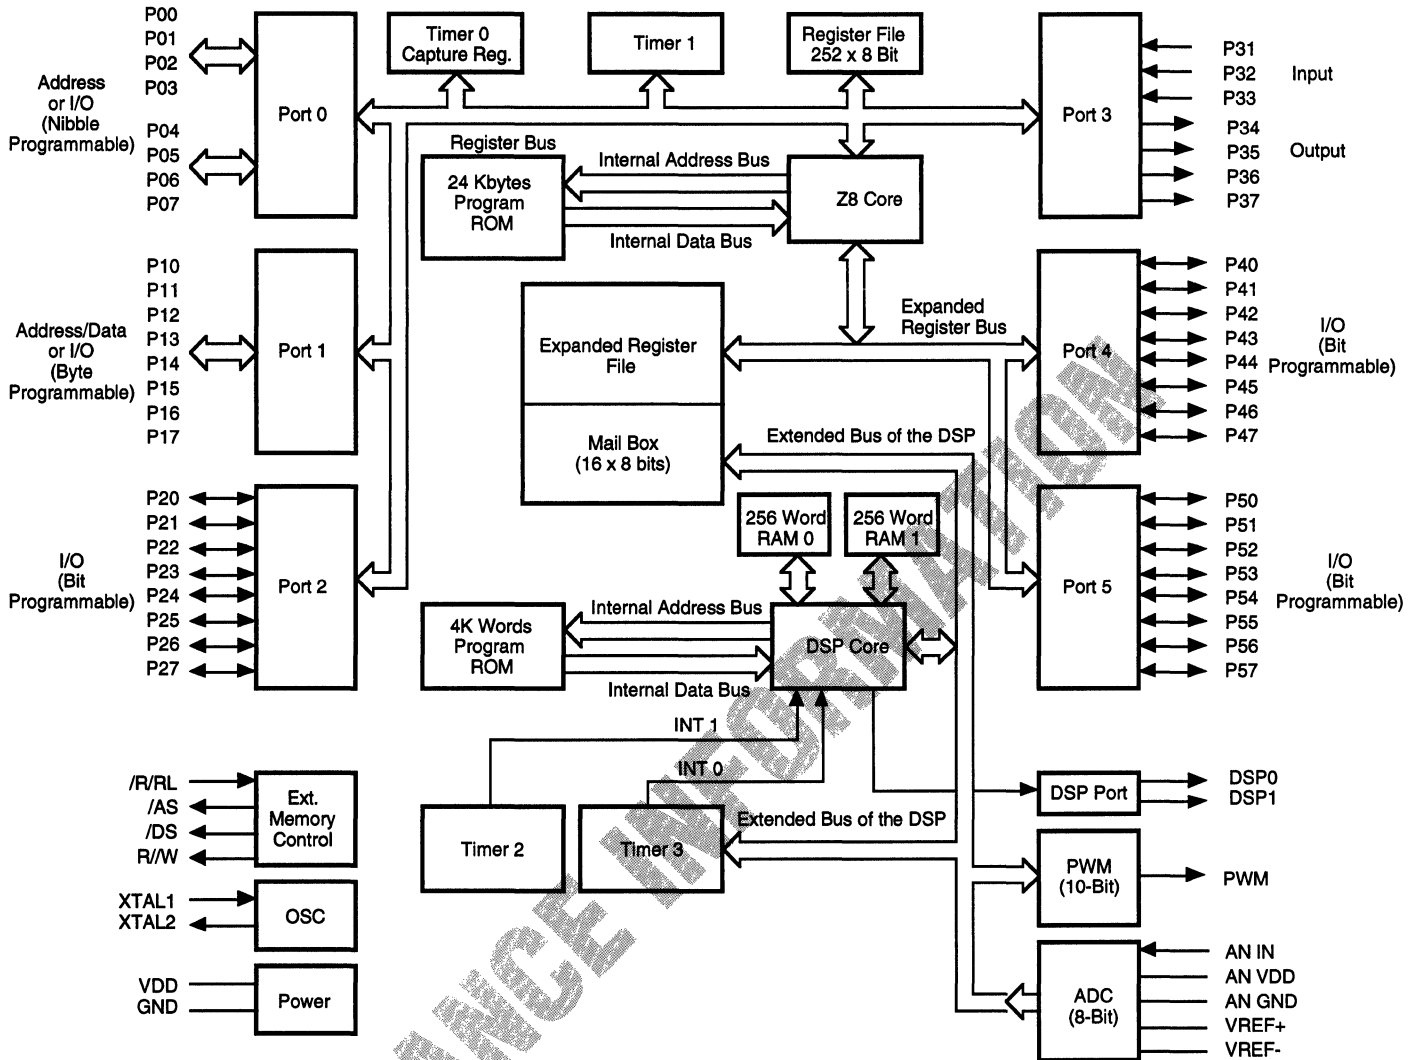 P00
P01
P02
P03
Address
or I/O
(Nibble
Programmable)
P04
P05
P06
P07
Port 0
Timer 0
Capture Reg.
Timer 1
Register File
252 x 8 Bit
Port 3
P31
P32
P33
Input
P34
P35
P36
P37
Output
Register Bus
24 Kbytes
Program
ROM
Internal Address Bus
Internal Data Bus
Z8 Core
P10
P11
P12
P13
P14
P15
P16
P17
Address/Data
or I/O
(Byte
Programmable)
Port 1
Expanded Register
File
Mail Box
(16 x 8 bits)
Expanded
Register Bus
Port 4
P40
P41
P42
P43
P44
P45
P46
P47
I/O
(Bit
Programmable)
Extended Bus of the DSP
P20
P21
P22
P23
P24
P25
P26
P27
I/O
(Bit
Programmable)
Port 2
256 Word
RAM 0
256 Word
RAM 1
4K Words
Program
ROM
Internal Address Bus
Internal Data Bus
DSP Core
Port 5
P50
P51
P52
P53
P54
P55
P56
P57
I/O
(Bit
Programmable)
INT 1
INT 0
/R/RL
/AS
/DS
R//W
Ext.
Memory
Control
Timer 2
Timer 3
Extended Bus of the DSP
DSP Port
DSP0
DSP1
PWM
(10-Bit)
PWM
XTAL1
XTAL2
OSC
VDD
GND
Power
ADC
(8-Bit)
AN IN
AN VDD
AN GND
VREF+
VREF-
ANCE INFORMATION